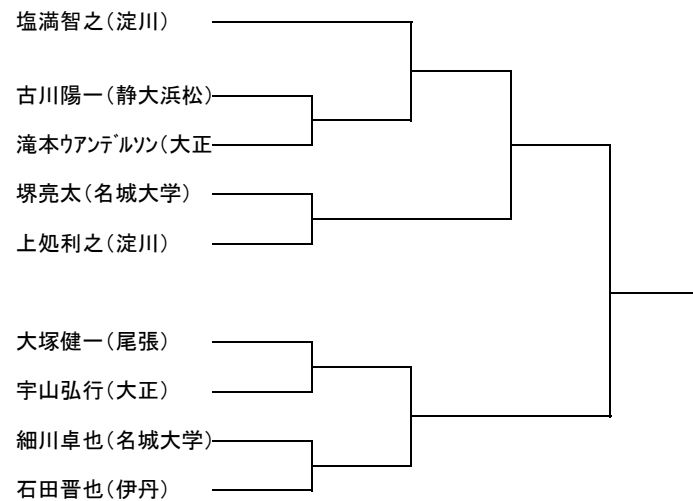 塩満智之(淀川)
古川陽一(静大浜松)
滝本ｳｱﾝﾃﾞﾙｿﾝ(大正
堺亮太(名城大学)
上処利之(淀川)
大塚健一(尾張)
宇山弘行(大正)
細川卓也(名城大学)
石田晋也(伊丹)